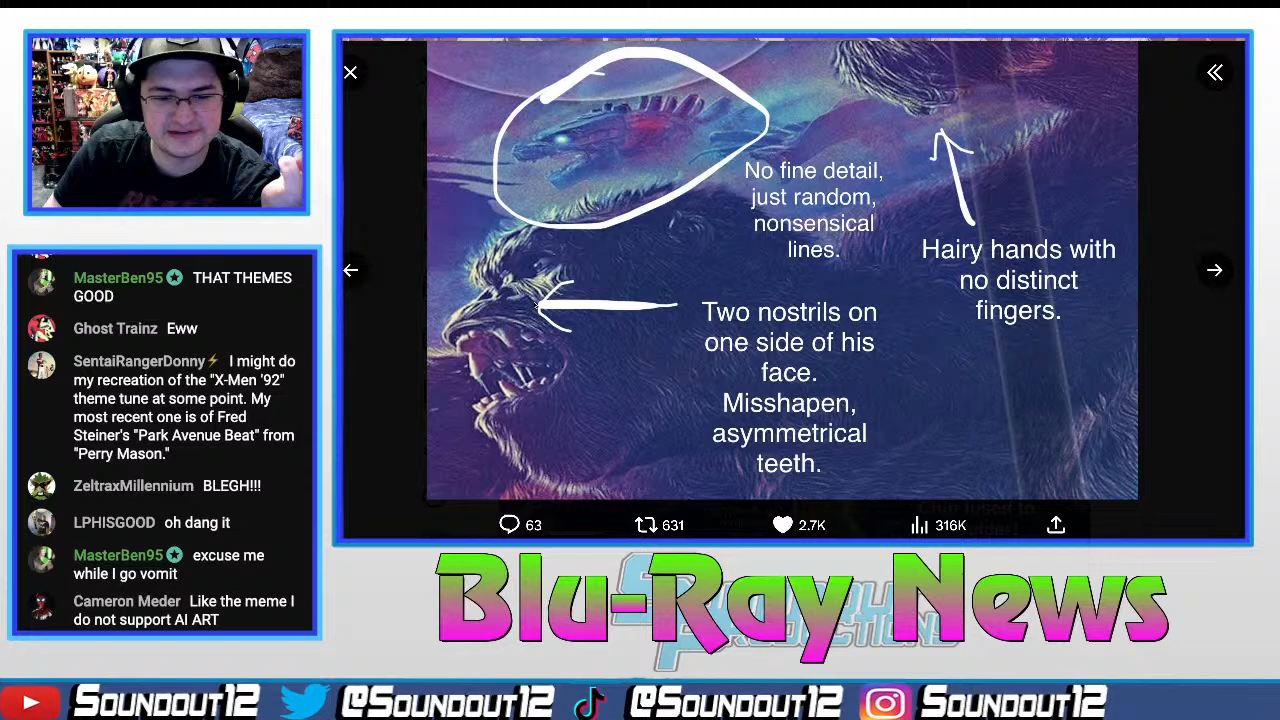 MasterBen95 THAT THEMES
GOOD
Ghost Trainz Eww
SentaiRangerDonny⚡ I might do
my recreation of the "X-Men '92"
theme tune at some point. My
most recent one is of Fred
Steiner's "Park Avenue Beat" from
"Perry Mason."
ZeltraxMillennium BLEGH!!!
LPHISGOOD oh dang it
MasterBen95 excuse me
while I go vomit
Cameron Meder Like the meme I
do not support AI ART
No fine detail,
just random,
nonsensical
lines.
Hairy hands with
no distinct
fingers.
Two nostrils on
one side of his
face.
Misshapen,
asymmetrical
teeth.
63 631 2.7K 316K
Blu-Ray News
Soundout12 @Soundout12 @Soundout12 Soundout12